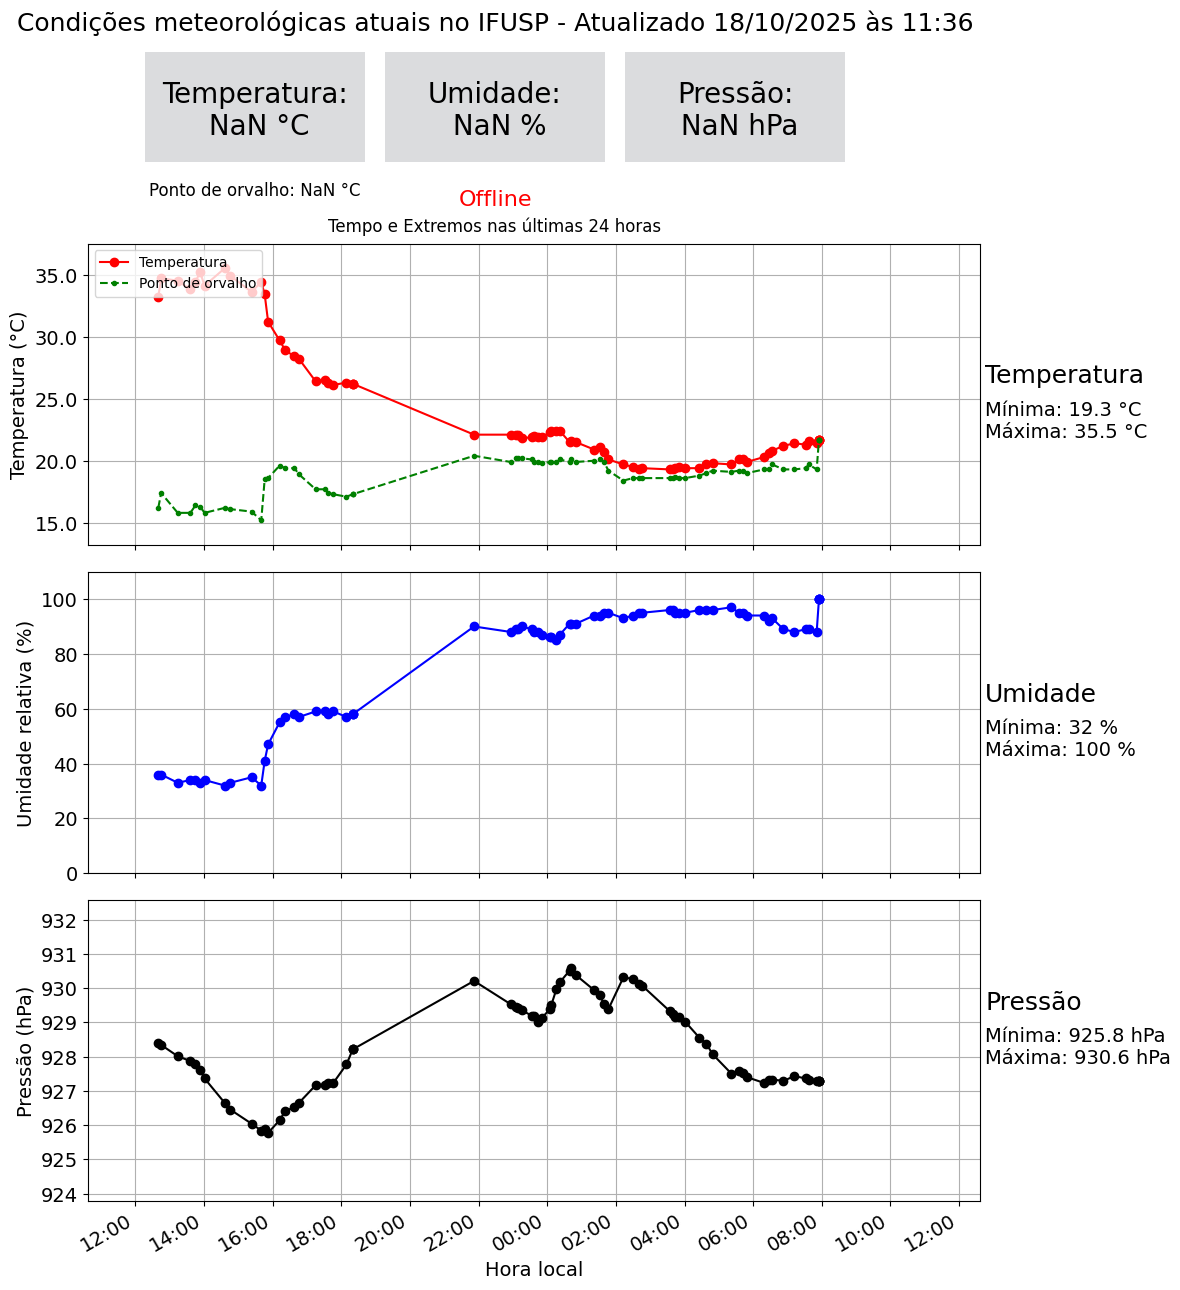 Condições meteorológicas atuais no IFUSP - Atualizado 18/10/2025 às 11:36
Temperatura:
NaN °C
Umidade:
NaN %
Pressão:
NaN hPa
Ponto de orvalho: NaN °C
Offline
Tempo e Extremos nas últimas 24 horas
Temperatura
Ponto de orvalho
Temperatura (°C)
35.0
30.0
25.0
20.0
15.0
Temperatura
Mínima: 19.3 °C
Máxima: 35.5 °C
Umidade relativa (%)
100
80
60
40
20
0
Umidade
Mínima: 32 %
Máxima: 100 %
Pressão (hPa)
932
931
930
929
928
927
926
925
924
Pressão
Mínima: 925.8 hPa
Máxima: 930.6 hPa
12:00 14:00 16:00 18:00 20:00 22:00 00:00 02:00 04:00 06:00 08:00 10:00 12:00
Hora local